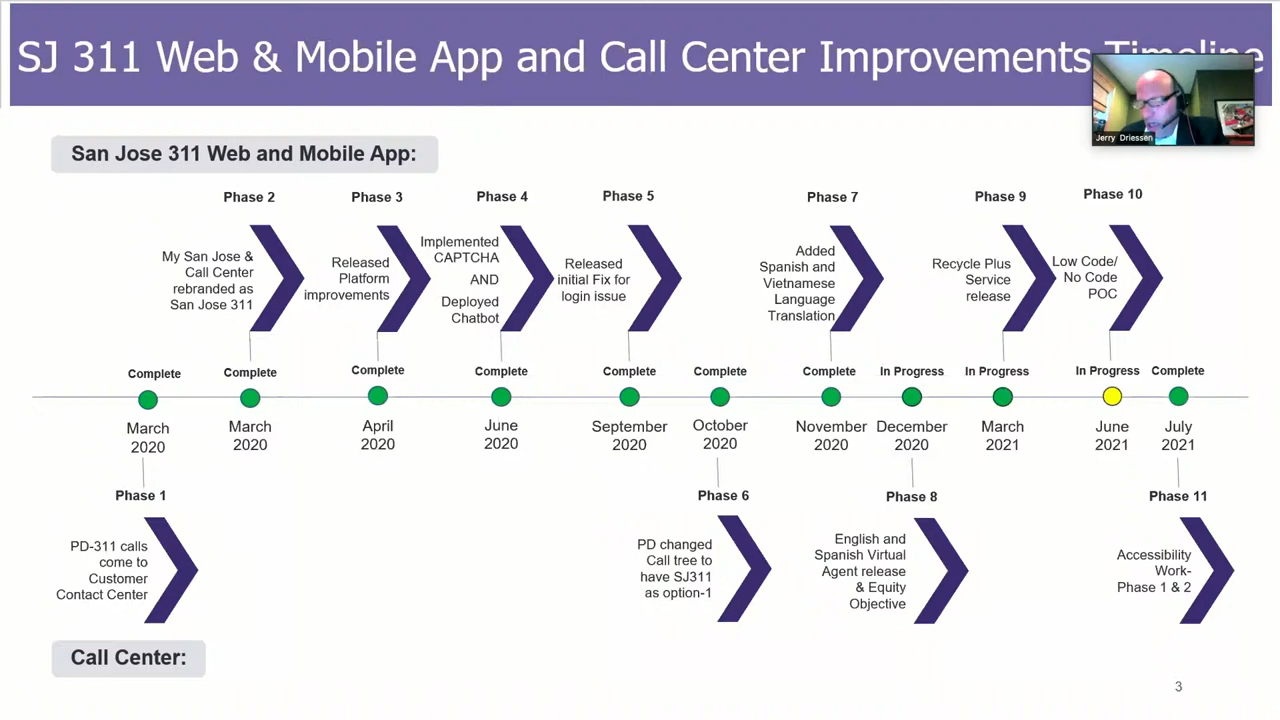 SJ 311 Web & Mobile App and Call Center Improvements Timeline
Jerry Driessen
San Jose 311 Web and Mobile App:
Phase 2
My San Jose &
Call Center
rebranded as
San Jose 311
Phase 3
Released
Platform
improvements
Phase 4
Implemented
CAPTCHA
AND
Deployed
Chatbot
Phase 5
Released
initial Fix for
login issue
Phase 7
Added
Spanish and
Vietnamese
Language
Translation
Phase 9
Recycle Plus
Service
release
Phase 10
Low Code/
No Code
POC
Complete
Complete
Complete
Complete
Complete
Complete
Complete
In Progress
In Progress
In Progress
Complete
March
2020
March
2020
April
2020
June
2020
September
2020
October
2020
November
2020
December
2020
March
2021
June
2021
July
2021
Phase 1
PD-311 calls
come to
Customer
Contact Center
Phase 6
PD changed
Call tree to
have SJ311
as option-1
Phase 8
English and
Spanish Virtual
Agent release
& Equity
Objective
Phase 11
Accessibility
Work-
Phase 1 & 2
Call Center:
3